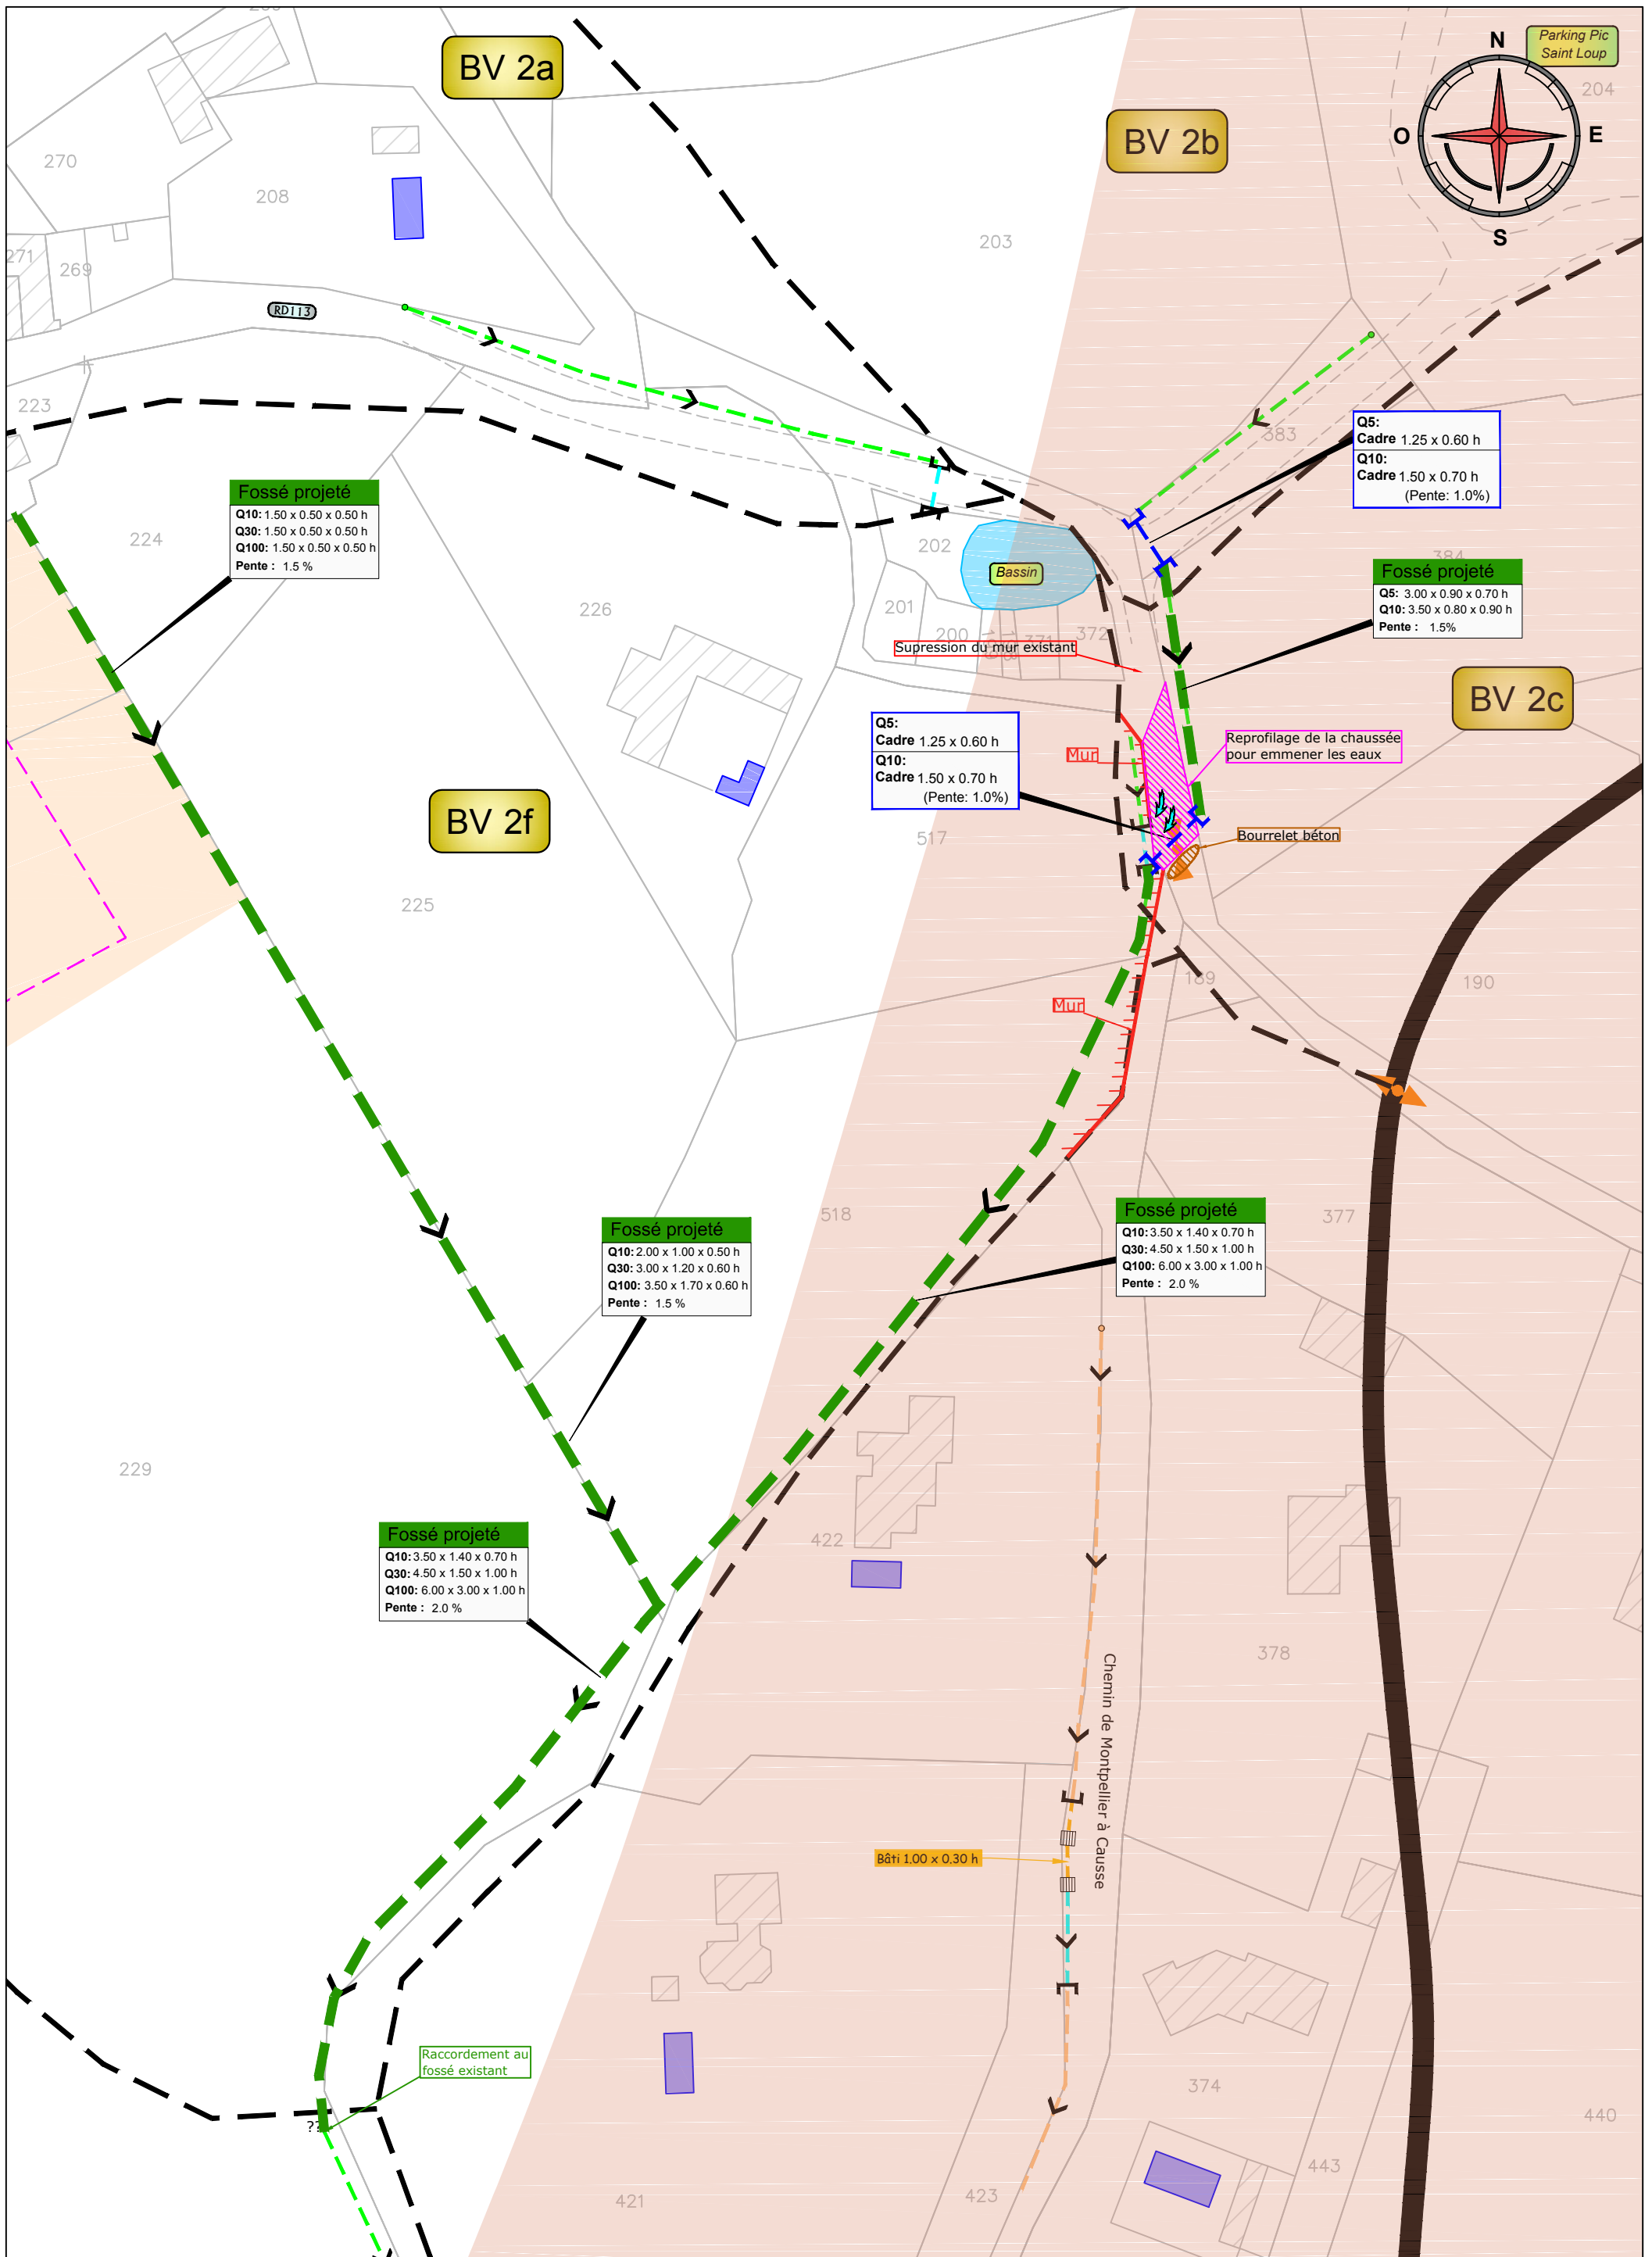 BV 2a
BV 2b
N
O
E
S
Parking Pic
Saint Loup
204
270
208
203
271
269
RD113
223
383
384
Q5:
Cadre 1.25 x 0.60 h
Q10:
Cadre 1.50 x 0.70 h
(Pente: 1.0%)
Fossé projeté
Q10: 1.50 x 0.50 x 0.50 h
Q30: 1.50 x 0.50 x 0.50 h
Q100: 1.50 x 0.50 x 0.50 h
Pente : 1.5 %
224
202
Bassin
226
201
200
371
372
Fossé projeté
Q5: 3.00 x 0.90 x 0.70 h
Q10: 3.50 x 0.80 x 0.90 h
Pente : 1.5%
Supression du mur existant
BV 2c
Q5:
Cadre 1.25 x 0.60 h
Q10:
Cadre 1.50 x 0.70 h
(Pente: 1.0%)
Mur
Reprofilage de la chaussée
pour emmener les eaux
BV 2f
517
Bourrelet béton
225
189
190
Mur
518
377
Fossé projeté
Q10: 3.50 x 1.40 x 0.70 h
Q30: 4.50 x 1.50 x 1.00 h
Q100: 6.00 x 3.00 x 1.00 h
Pente : 2.0 %
Fossé projeté
Q10: 2.00 x 1.00 x 0.50 h
Q30: 3.00 x 1.20 x 0.60 h
Q100: 3.50 x 1.70 x 0.60 h
Pente : 1.5 %
229
422
Fossé projeté
Q10: 3.50 x 1.40 x 0.70 h
Q30: 4.50 x 1.50 x 1.00 h
Q100: 6.00 x 3.00 x 1.00 h
Pente : 2.0 %
378
Chemin de Montpellier à Causse
Bâti 1,00 x 0.30 h
Raccordement au
fossé existant
??
374
440
443
421
423